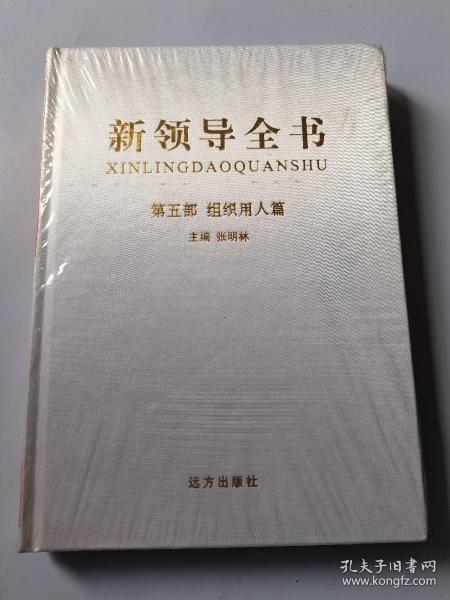 新领导全书
XINLINGDAOQUANSHU
第五部 组织用人篇
主编 张明林
远方出版社
孔夫子旧书网
www.kongfz.com